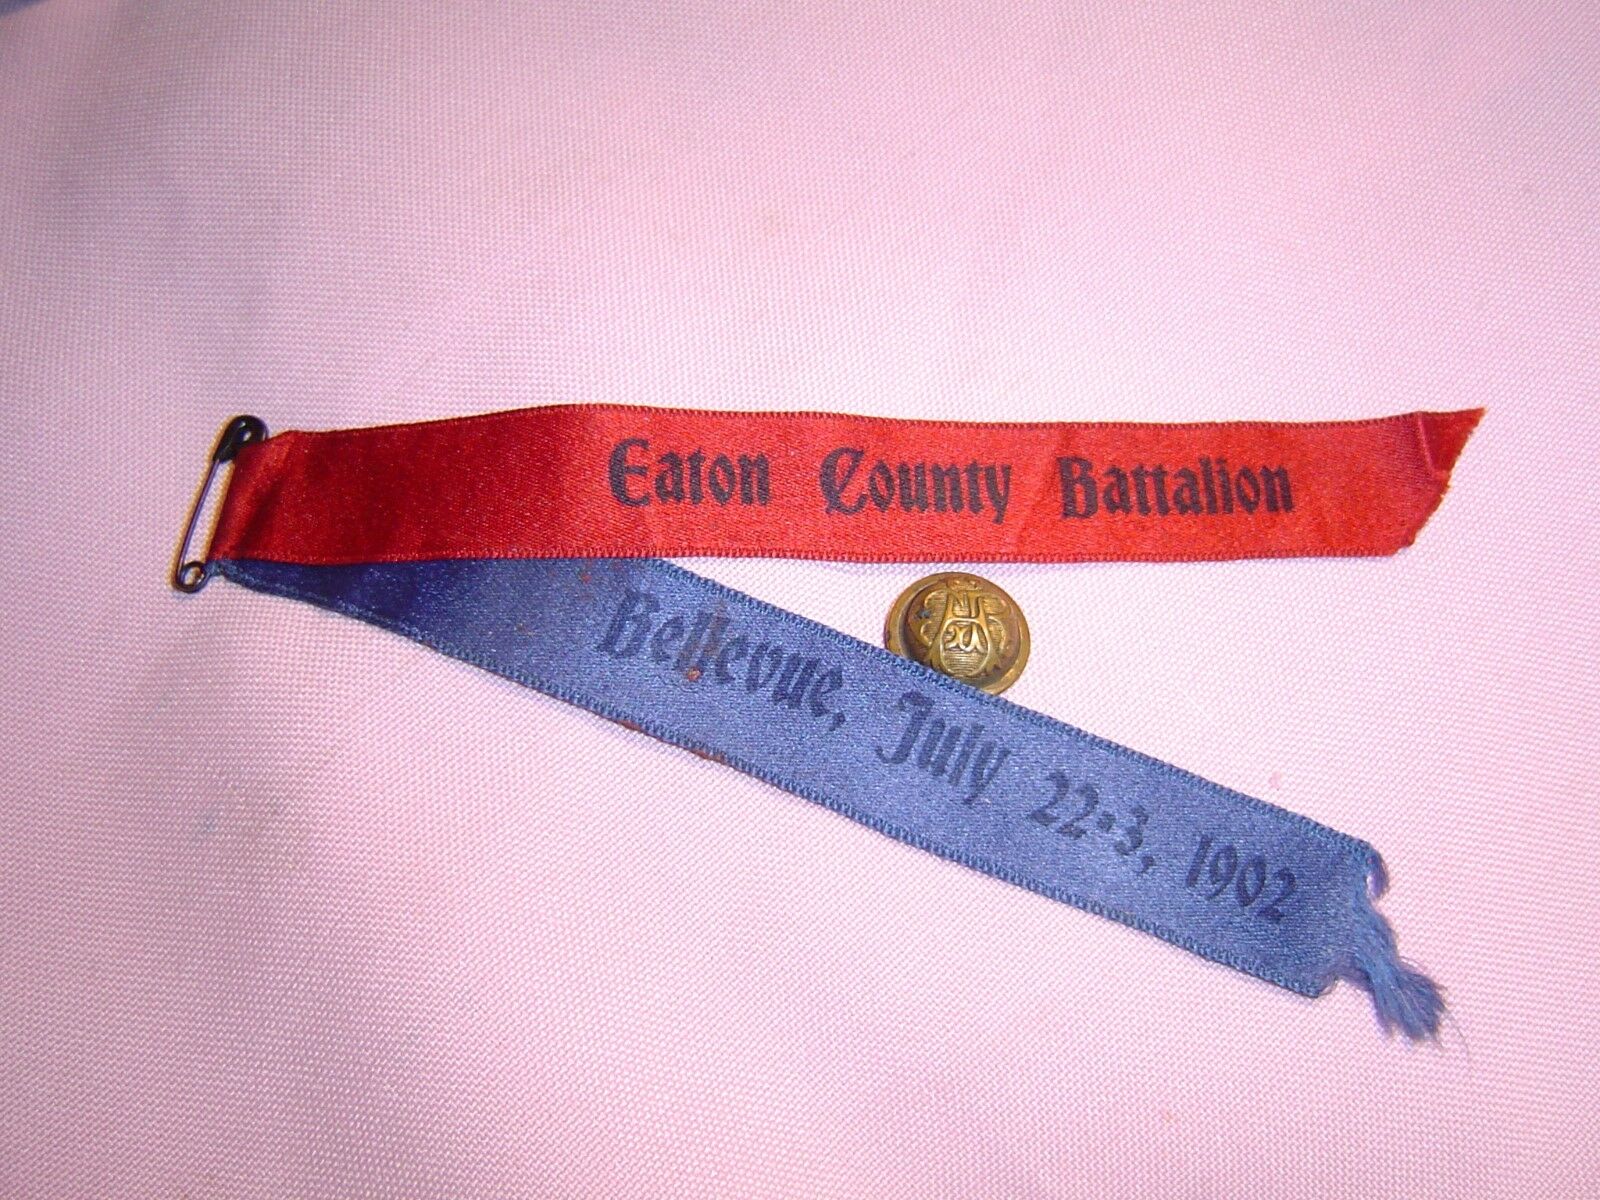 Eaton County Battalion
Bellevue, July 22-3, 1902